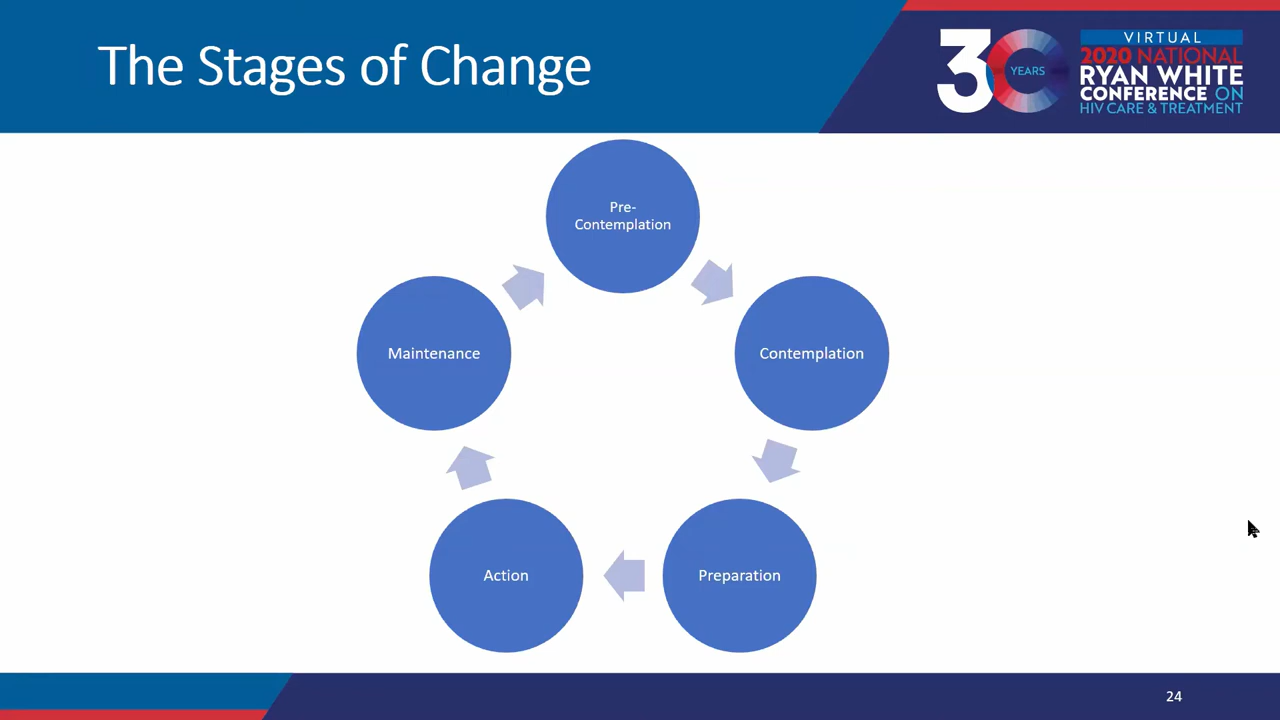 The Stages of Change
30
YEARS
VIRTUAL
2020 NATIONAL
RYAN WHITE
CONFERENCE ON
HIV CARE & TREATMENT
Pre-
Contemplation
Maintenance
Contemplation
Action
Preparation
24